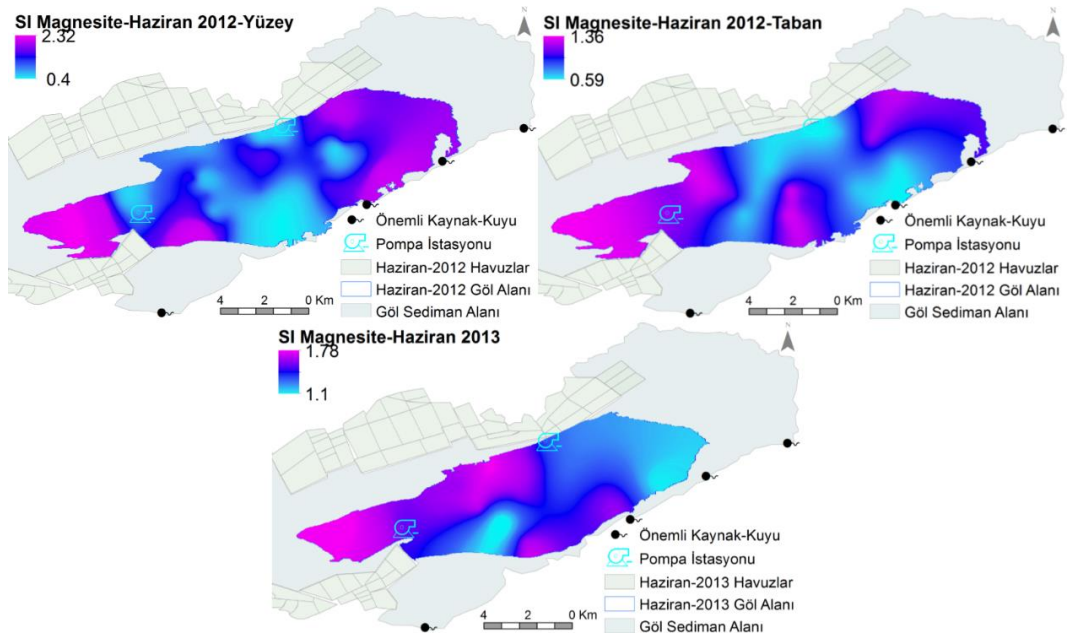 SI Magnesite-Haziran 2012-Yüzey
2.32
0.4
N
Önemli Kaynak-Kuyu
Pompa İstasyonu
Haziran-2012 Havuzlar
Haziran-2012 Göl Alanı
Göl Sediman Alanı
4 2 0 Km
SI Magnesite-Haziran 2012-Taban
1.36
0.59
N
Önemli Kaynak-Kuyu
Pompa İstasyonu
Haziran-2012 Havuzlar
Haziran-2012 Göl Alanı
Göl Sediman Alanı
4 2 0 Km
SI Magnesite-Haziran 2013
1.78
1.1
N
Önemli Kaynak-Kuyu
Pompa İstasyonu
Haziran-2013 Havuzlar
Haziran-2013 Göl Alanı
Göl Sediman Alanı
4 2 0 Km